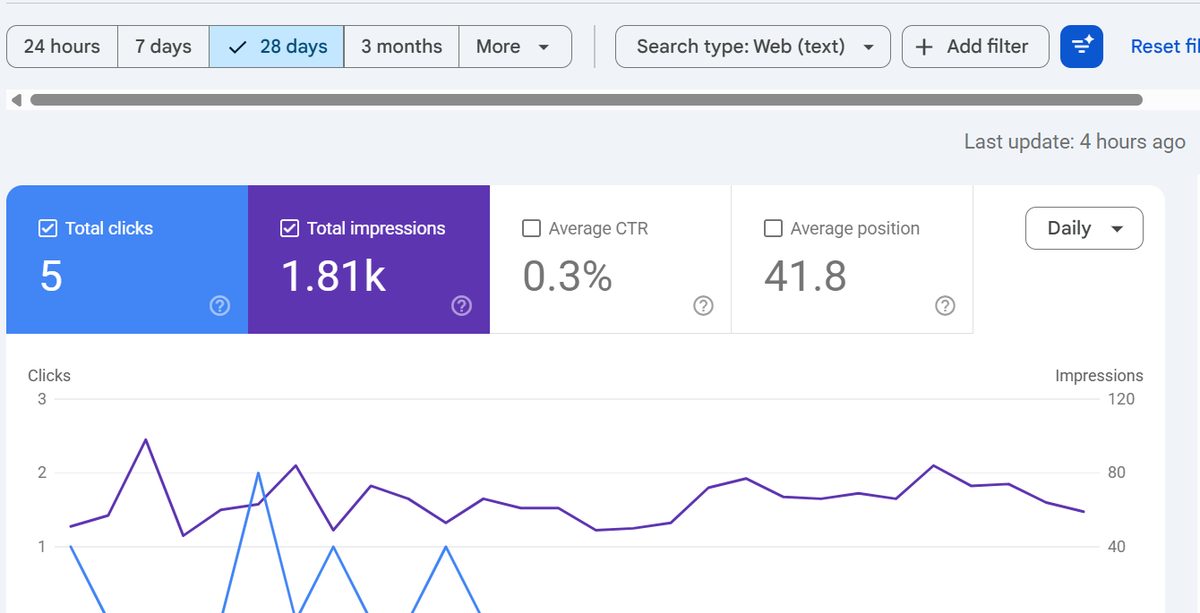 24 hours 7 days 28 days 3 months More Search type: Web (text) Add filter Reset fil
Last update: 4 hours ago
Total clicks Total impressions Average CTR Average position Daily
5 1.81k 0.3% 41.8
Clicks Impressions
3 120
2 80
1 40